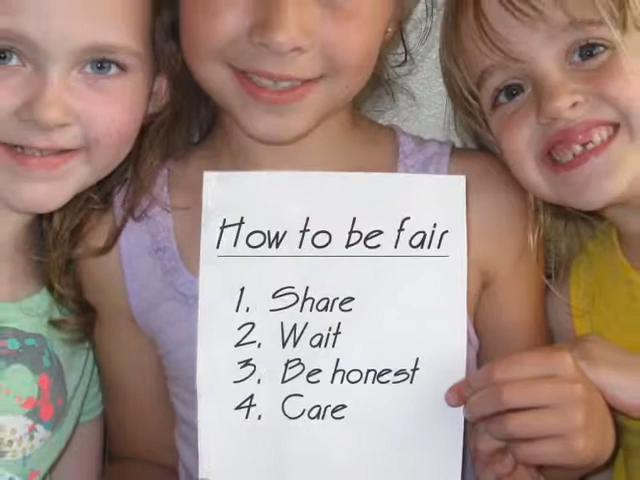 How to be fair
1. Share
2. Wait
3. Be honest
4. Care